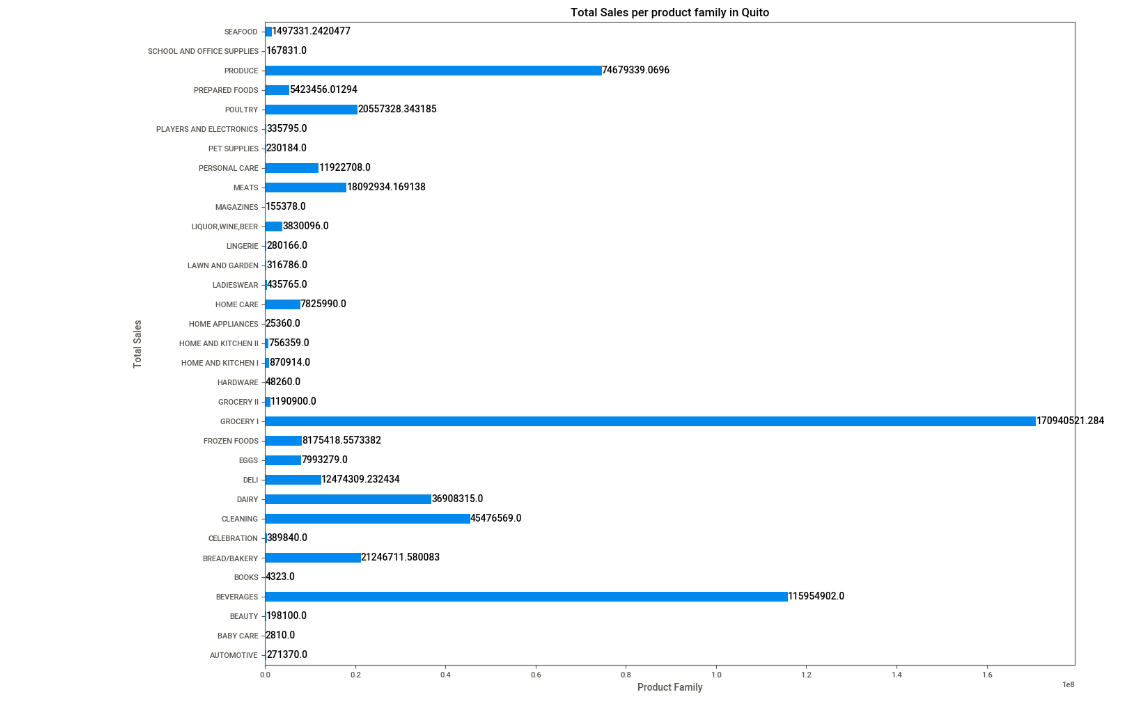 Total Sales per product family in Quito
SEAFOOD 1497331.2420477
SCHOOL AND OFFICE SUPPLIES 167831.0
PRODUCE 74679339.0696
PREPARED FOODS 5423456.01294
POULTRY 20557328.343185
PLAYERS AND ELECTRONICS 335795.0
PET SUPPLIES 230184.0
PERSONAL CARE 11922708.0
MEATS 18092934.169138
MAGAZINES 155378.0
LIQUOR,WINE,BEER 3830096.0
LINGERIE 280166.0
LAWN AND GARDEN 316786.0
LADIESWEAR 435765.0
HOME CARE 7825990.0
HOME APPLIANCES 25360.0
HOME AND KITCHEN II 756359.0
HOME AND KITCHEN I 870914.0
HARDWARE 48260.0
GROCERY II 1190900.0
GROCERY I 170940521.284
FROZEN FOODS 8175418.5573382
EGGS 7993279.0
DELI 12474309.232434
DAIRY 36908315.0
CLEANING 45476569.0
CELEBRATION 389840.0
BREAD/BAKERY 21246711.580083
BOOKS 4323.0
BEVERAGES 115954902.0
BEAUTY 198100.0
BABY CARE 2810.0
AUTOMOTIVE 271370.0
Total Sales
0.0 0.2 0.4 0.6 0.8 1.0 1.2 1.4 1.6
1e8
Product Family